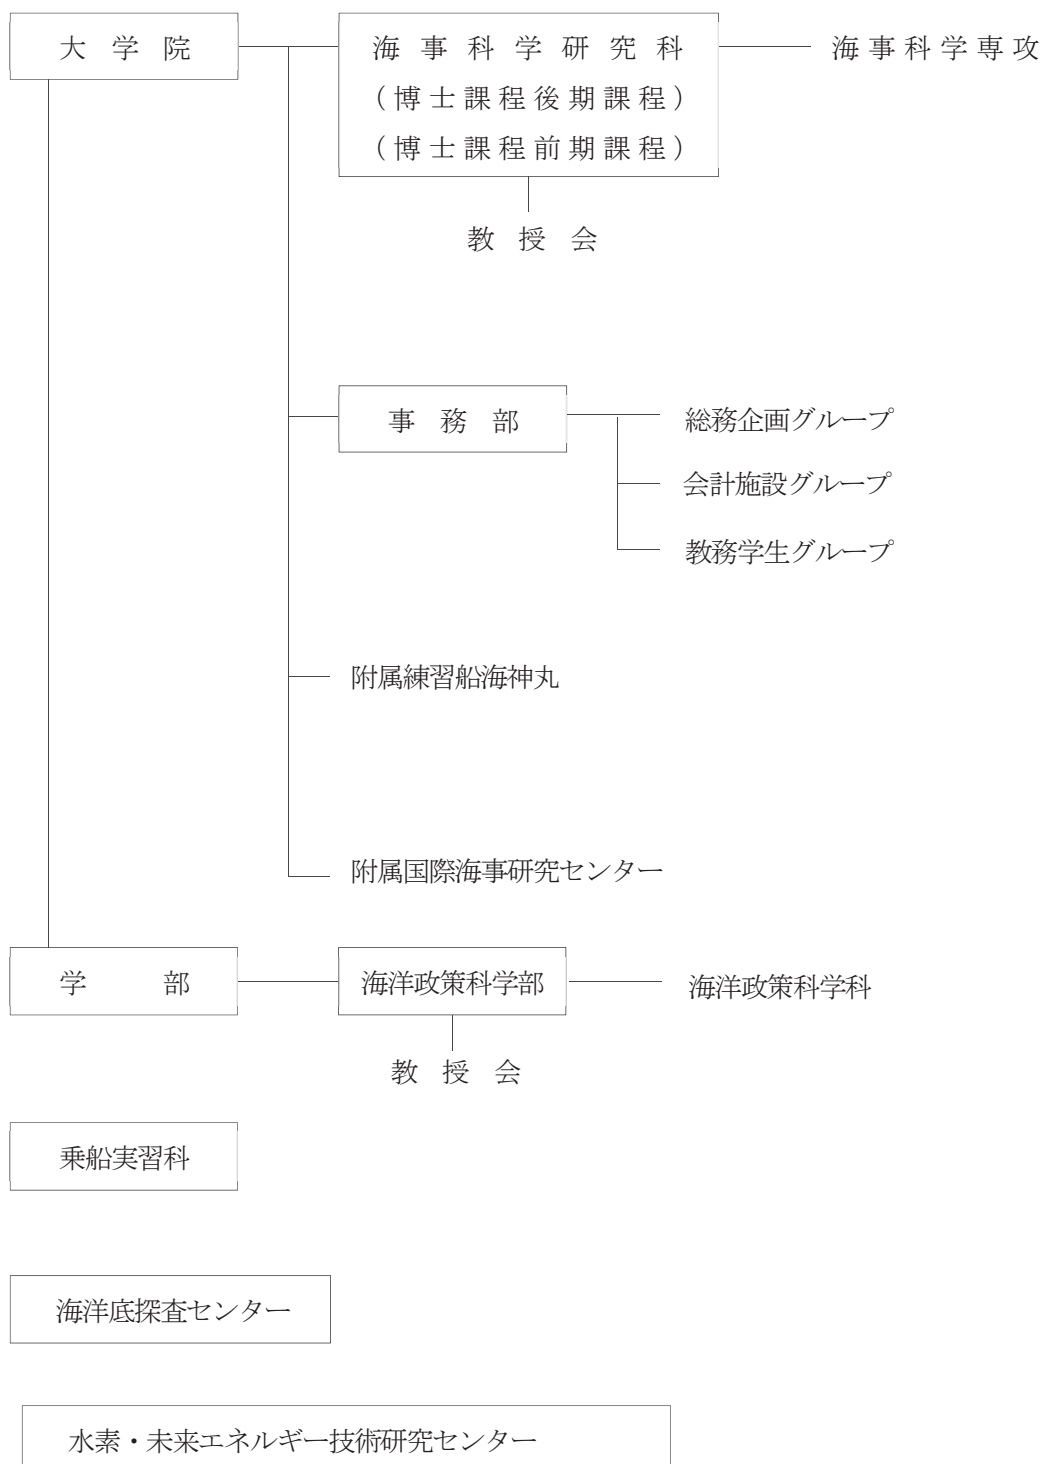 大学院
海事科学研究科
海事科学専攻
（博士課程後期課程）
（博士課程前期課程）
教授会
事務部
総務企画グループ
会計施設グループ
教務学生グループ
附属練習船海神丸
附属国際海事研究センター
学部
海洋政策科学部
海洋政策科学科
教授会
乗船実習科
海洋底探査センター
水素・未来エネルギー技術研究センター